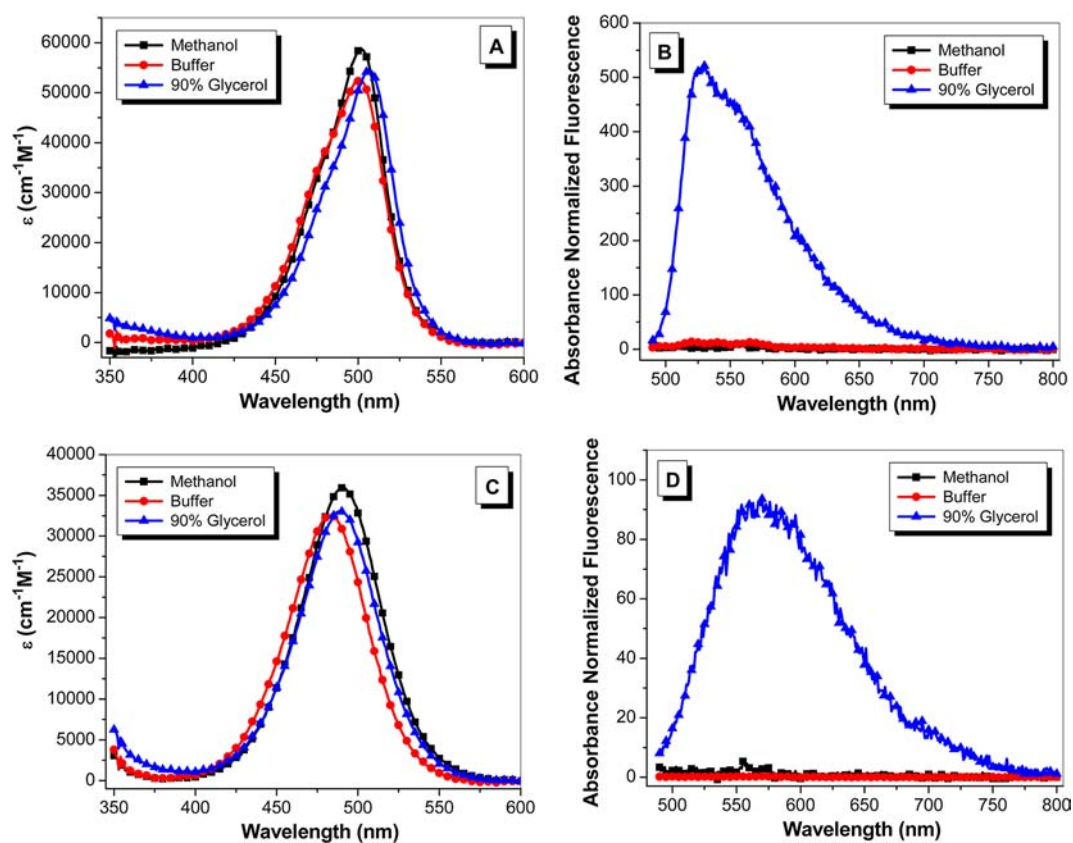 A
Methanol
Buffer
90% Glycerol
60000
50000
40000
30000
20000
10000
0
ε (cm⁻¹M⁻¹)
350 400 450 500 550 600
Wavelength (nm)
B
Methanol
Buffer
90% Glycerol
600
500
400
300
200
100
0
Absorbance Normalized Fluorescence
500 550 600 650 700 750 800
Wavelength (nm)
C
Methanol
Buffer
90% Glycerol
40000
35000
30000
25000
20000
15000
10000
5000
0
ε (cm⁻¹M⁻¹)
350 400 450 500 550 600
Wavelength (nm)
D
Methanol
Buffer
90% Glycerol
100
80
60
40
20
0
Absorbance Normalized Fluorescence
500 550 600 650 700 750 800
Wavelength (nm)